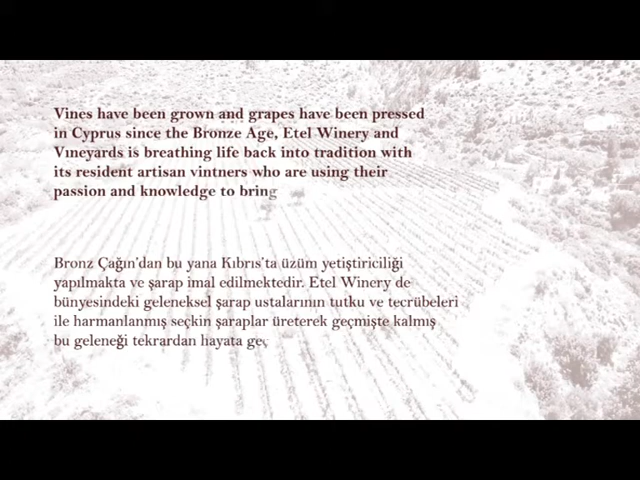 Vines have been grown and grapes have been pressed
in Cyprus since the Bronze Age, Etel Winery and
Vıneyards is breathing life back into tradition with
its resident artisan vintners who are using their
passion and knowledge to bring
Bronz Çağın’dan bu yana Kıbrıs’ta üzüm yetiştiriciliği
yapılmakta ve şarap imal edilmektedir. Etel Winery de
bünyesindeki geleneksel şarap ustalarının tutku ve tecrübeleri
ile harmanlanmış seçkin şaraplar üreterek geçmişte kalmış
bu geleneği tekrardan hayata